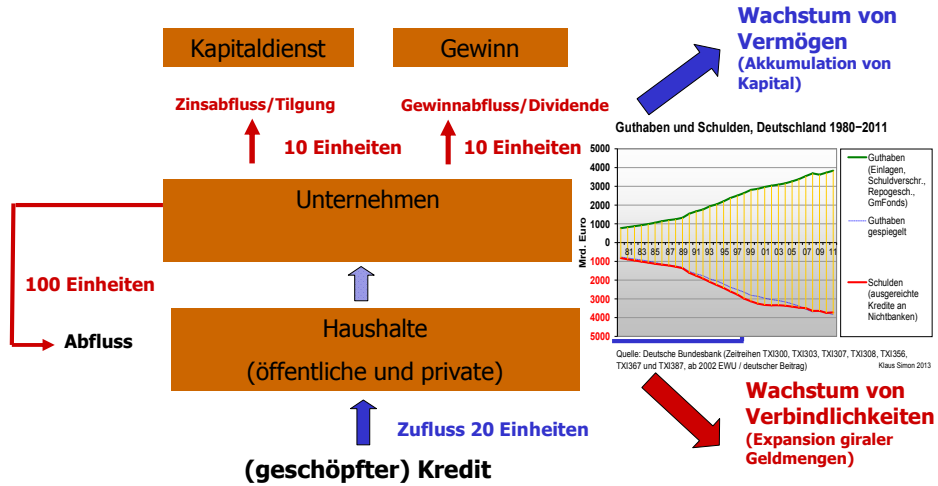 Kapitaldienst
Gewinn
Wachstum von
Vermögen
(Akkumulation von
Kapital)
Zinsabfluss/Tilgung
Gewinnabfluss/Dividende
10 Einheiten
10 Einheiten
Unternehmen
100 Einheiten
Abfluss
Haushalte
(öffentliche und private)
Zufluss 20 Einheiten
(geschöpfter) Kredit
Guthaben und Schulden, Deutschland 1980−2011
Mrd. Euro
5000
4000
3000
2000
1000
0
1000
2000
3000
4000
5000
81 83 85 87 89 91 93 95 97 99 01 03 05 07 09 11
Guthaben
(Einlagen,
Schuldverschr.,
Repogesch.,
GmFonds)
Guthaben
gespiegelt
Schulden
(ausgereichte
Kredite an
Nichtbanken)
Quelle: Deutsche Bundesbank (Zeitreihen TXI300, TXI303, TXI307, TXI308, TXI356,
TXI367 und TXI387, ab 2002 EWU / deutscher Beitrag)
Klaus Simon 2013
Wachstum von
Verbindlichkeiten
(Expansion giraler
Geldmengen)